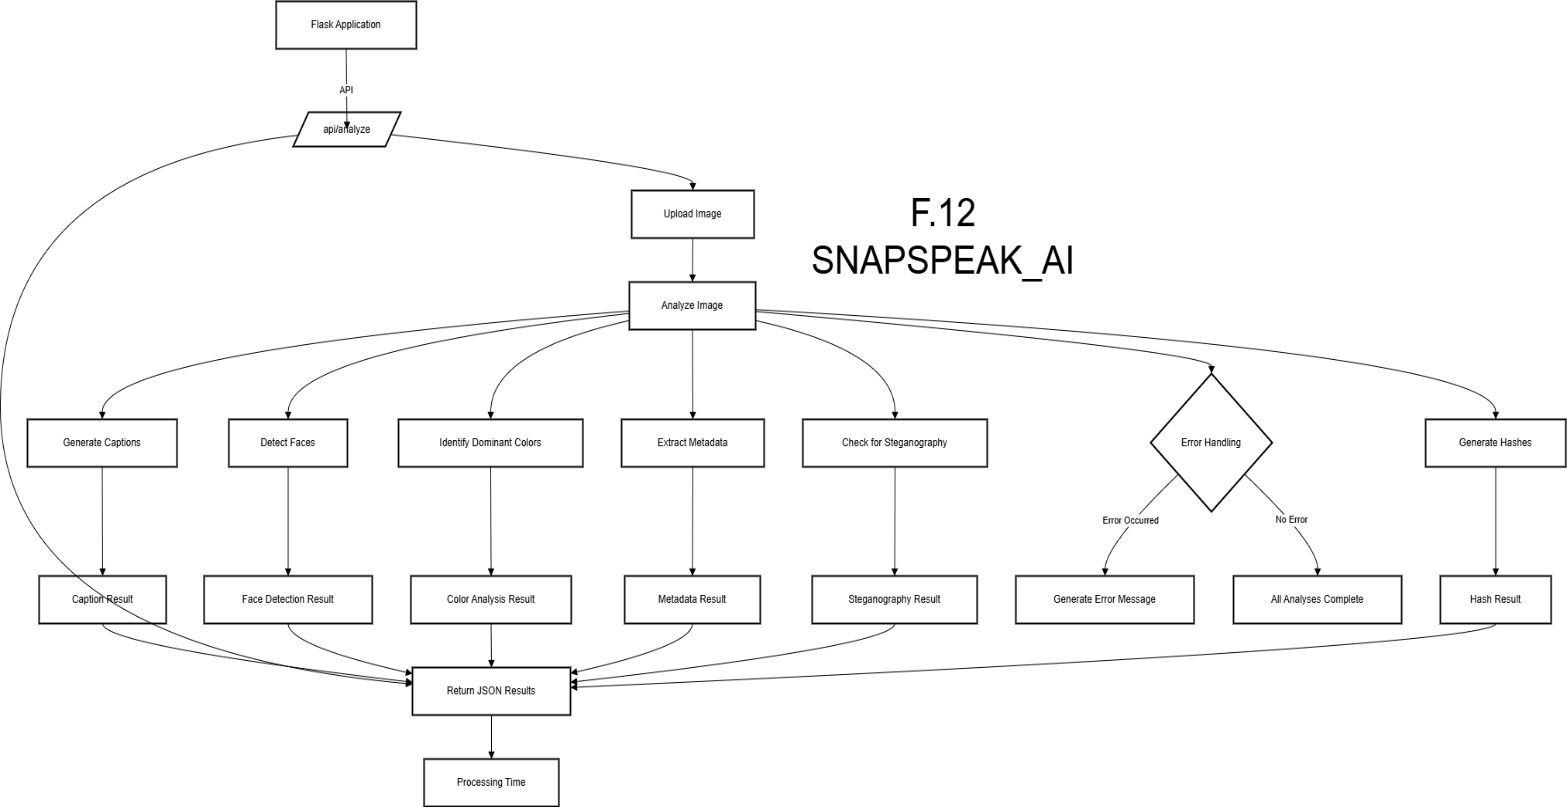 Flask Application
API
api/analyze
Upload Image
F.12
SNAPSPEAK_AI
Analyze Image
Generate Captions
Detect Faces
Identify Dominant Colors
Extract Metadata
Check for Steganography
Error Handling
Generate Hashes
Error Occurred
No Error
Caption Result
Face Detection Result
Color Analysis Result
Metadata Result
Steganography Result
Generate Error Message
All Analyses Complete
Hash Result
Return JSON Results
Processing Time